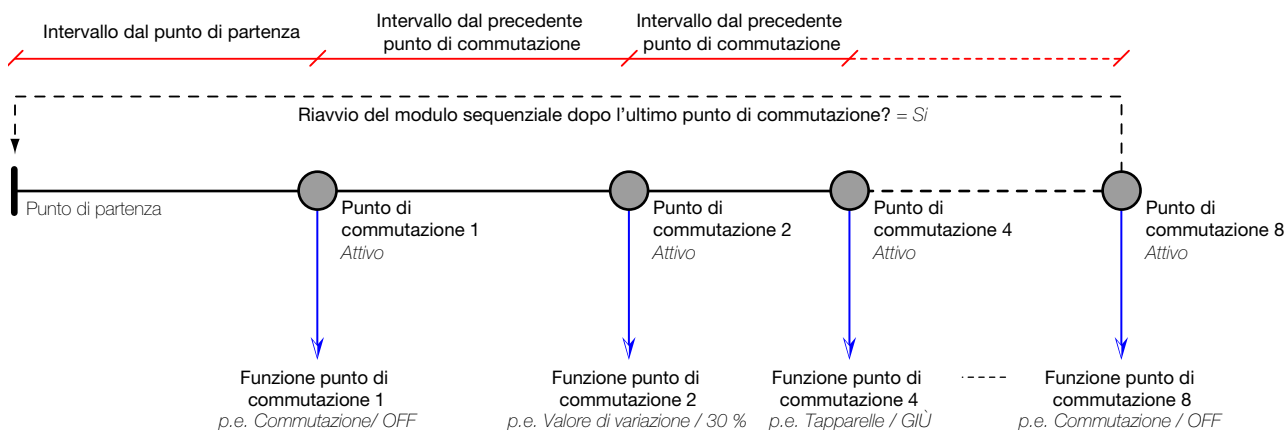 Intervallo dal punto di partenza
Intervallo dal precedente
punto di commutazione
Intervallo dal precedente
punto di commutazione
Riavvio del modulo sequenziale dopo l'ultimo punto di commutazione? = Si
Punto di partenza
Punto di
commutazione 1
Attivo
Punto di
commutazione 2
Attivo
Punto di
commutazione 4
Attivo
Punto di
commutazione 8
Attivo
Funzione punto di
commutazione 1
p.e. Commutazione/ OFF
Funzione punto di
commutazione 2
p.e. Valore di variazione / 30 %
Funzione punto di
commutazione 4
p.e. Tapparelle / GIÙ
Funzione punto di
commutazione 8
p.e. Commutazione / OFF